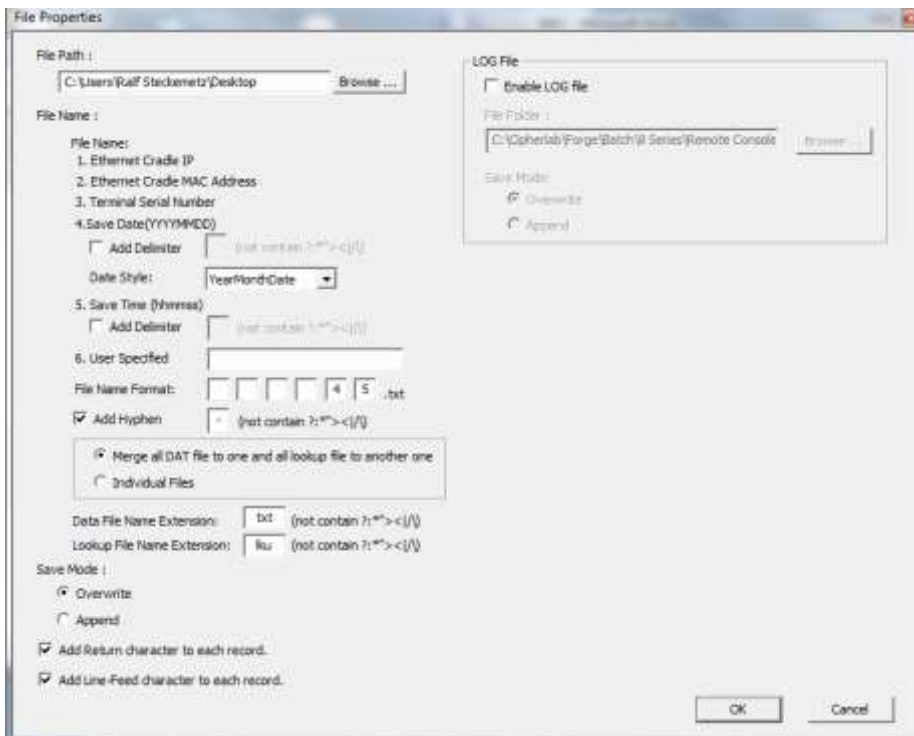 File Properties
File Path :
C:\Users\Ralf Steckemetz\Desktop
Browse ...
File Name :
File Name:
1. Ethernet Cradle IP
2. Ethernet Cradle MAC Address
3. Terminal Serial Number
4.Save Date(YYYYMMDD)
Add Delimiter (not contain ?:*"><|/\)
Date Style: YearMonthDate
5. Save Time (hhmmss)
Add Delimiter (not contain ?:*"><|/\)
6. User Specified
File Name Format: 4 5 .txt
Add Hyphen - (not contain ?:*"><|/\)
Merge all DAT file to one and all lookup file to another one
Individual Files
Data File Name Extension: txt (not contain ?:*"><|/\)
Lookup File Name Extension: lku (not contain ?:*"><|/\)
Save Mode :
Overwrite
Append
Add Return character to each record.
Add Line-Feed character to each record.
LOG File
Enable LOG file
File Folder :
C:\Cipherlab\Forge\Batch\8 Series\Remote Console
Browse ...
Save Mode:
Overwrite
Append
OK
Cancel